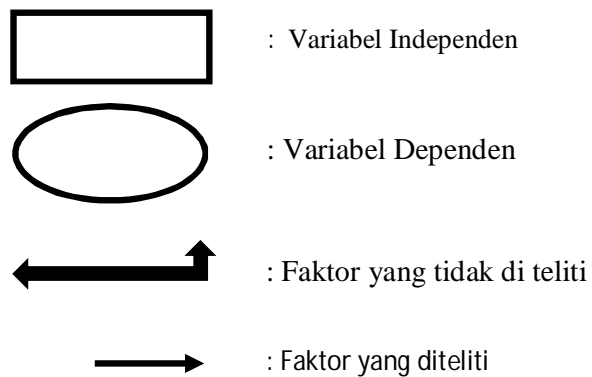 : Variabel Independen
: Variabel Dependen
: Faktor yang tidak di teliti
: Faktor yang diteliti